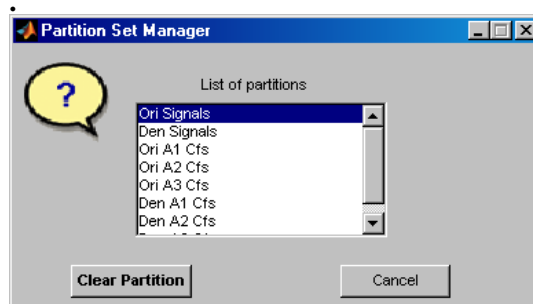 Partition Set Manager
?
List of partitions
Ori Signals
Den Signals
Ori A1 Cfs
Ori A2 Cfs
Ori A3 Cfs
Den A1 Cfs
Den A2 Cfs
Clear Partition
Cancel